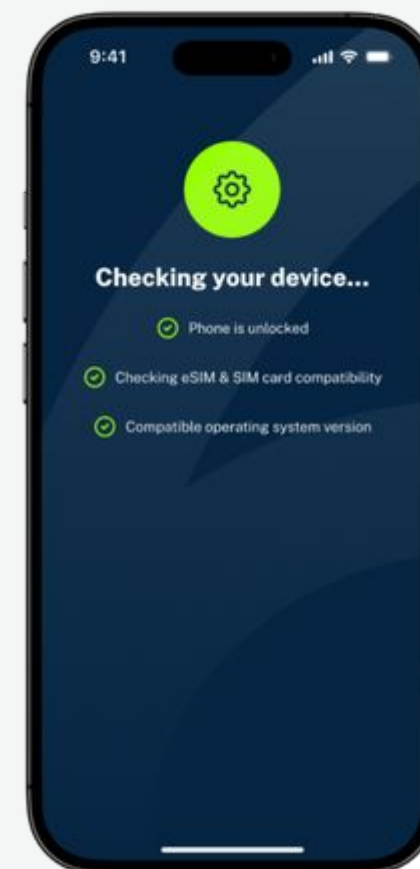 9:41
Checking your device...
Phone is unlocked
Checking eSIM & SIM card compatibility
Compatible operating system version